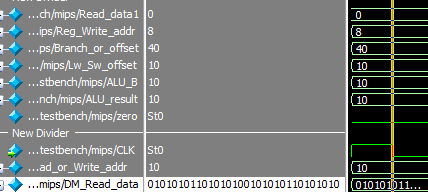 ...ch/mips/Read_data1 0 0
...ips/Reg_Write_addr 8 8
...ps/Branch_or_offset 40 40
.../mips/Lw_Sw_offset 10 10
...stbench/mips/ALU_B 10 10
...nch/mips/ALU_result 10 10
...testbench/mips/zero St0
New Divider
...testbench/mips/CLK St0
...ad_or_Write_addr 10 10
...mips/DM_Read_data 01010101101010010101011010101010 010101011...